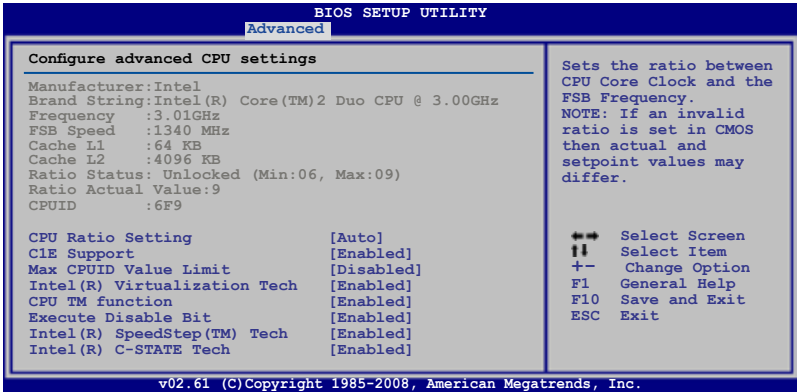 BIOS SETUP UTILITY
Advanced
Configure advanced CPU settings
Manufacturer:Intel
Brand String:Intel(R) Core(TM)2 Duo CPU @ 3.00GHz
Frequency :3.01GHz
FSB Speed :1340 MHz
Cache L1 :64 KB
Cache L2 :4096 KB
Ratio Status: Unlocked (Min:06, Max:09)
Ratio Actual Value:9
CPUID :6F9
CPU Ratio Setting [Auto]
C1E Support [Enabled]
Max CPUID Value Limit [Disabled]
Intel(R) Virtualization Tech [Enabled]
CPU TM function [Enabled]
Execute Disable Bit [Enabled]
Intel(R) SpeedStep(TM) Tech [Enabled]
Intel(R) C-STATE Tech [Enabled]
Sets the ratio between
CPU Core Clock and the
FSB Frequency.
NOTE: If an invalid
ratio is set in CMOS
then actual and
setpoint values may
differ.
←→ Select Screen
↑↓ Select Item
+- Change Option
F1 General Help
F10 Save and Exit
ESC Exit
v02.61 (C)Copyright 1985-2008, American Megatrends, Inc.